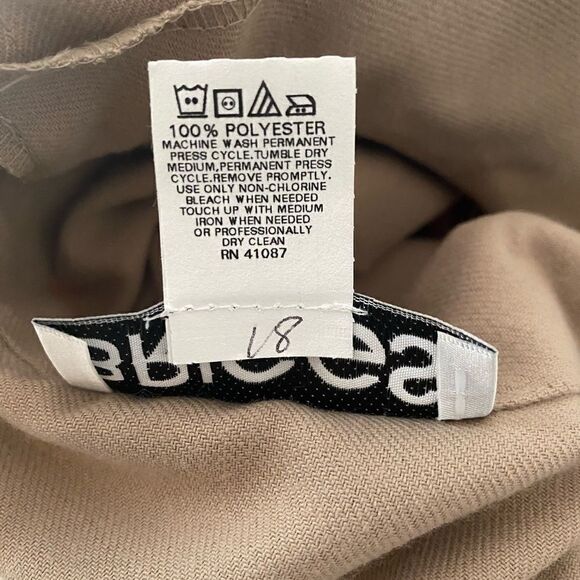 100% POLYESTER
MACHINE WASH PERMANENT
PRESS CYCLE.TUMBLE DRY
MEDIUM,PERMANENT PRESS
CYCLE.REMOVE PROMPTLY.
USE ONLY NON-CHLORINE
BLEACH WHEN NEEDED
TOUCH UP WITH MEDIUM
IRON WHEN NEEDED
OR PROFESSIONALLY
DRY CLEAN
RN 41087
18